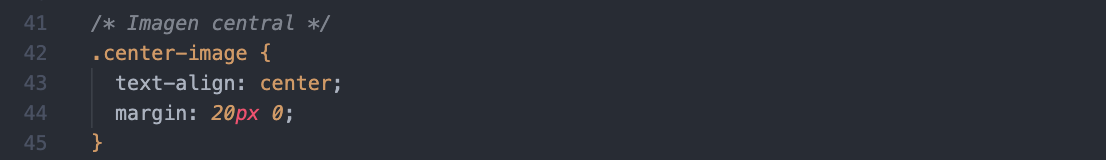 41 /* Imagen central */
42 .center-image {
43 text-align: center;
44 margin: 20px 0;
45 }